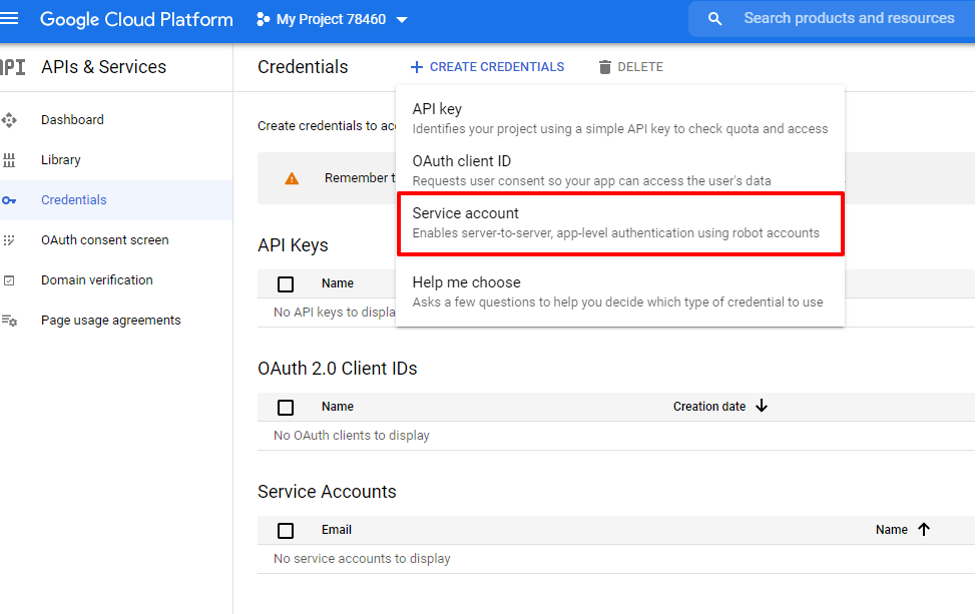 Google Cloud Platform
My Project 78460
Search products and resources
API
APIs & Services
Credentials
CREATE CREDENTIALS
DELETE
Dashboard
Library
Credentials
OAuth consent screen
Domain verification
Page usage agreements
Create credentials to acc
Remember t
API key
Identifies your project using a simple API key to check quota and access
OAuth client ID
Requests user consent so your app can access the user's data
Service account
Enables server-to-server, app-level authentication using robot accounts
Help me choose
Asks a few questions to help you decide which type of credential to use
API Keys
Name
No API keys to displa
OAuth 2.0 Client IDs
Name
Creation date
No OAuth clients to display
Service Accounts
Email
Name
No service accounts to display